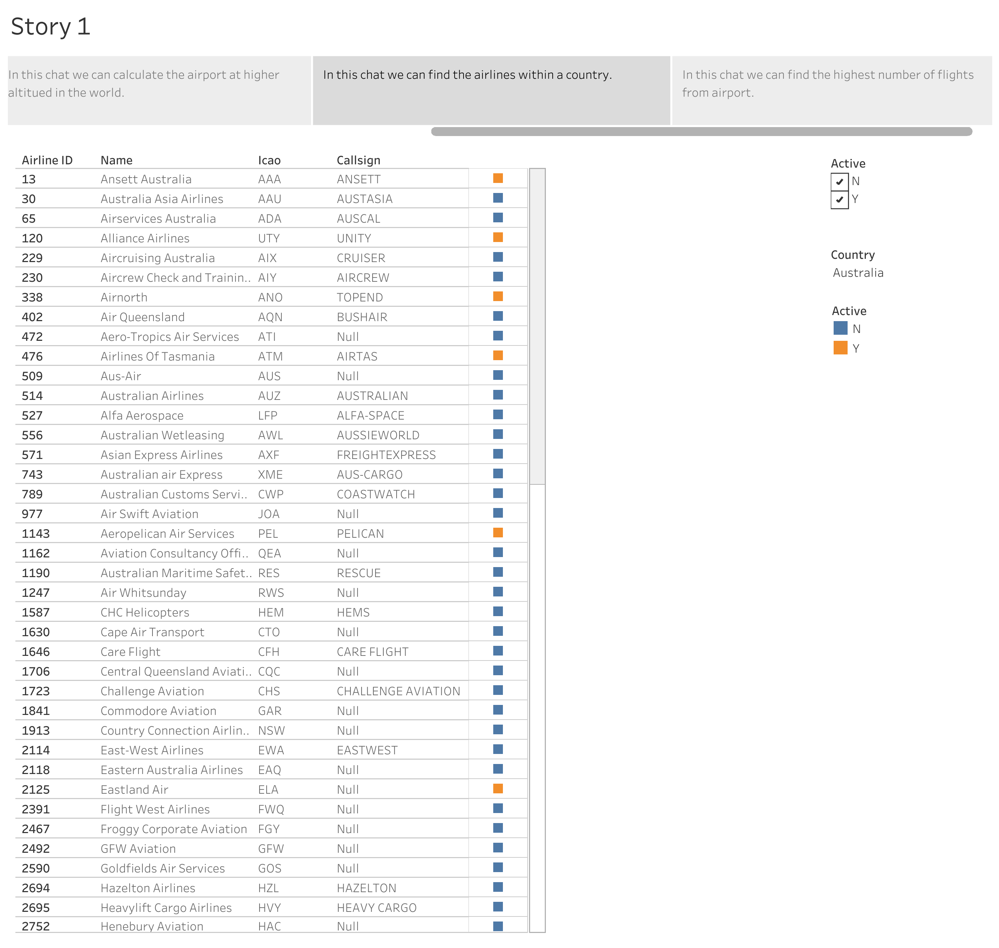 Story 1
In this chat we can calculate the airport at higher
altitued in the world.
In this chat we can find the airlines within a country.
In this chat we can find the highest number of flights
from airport.
Airline ID Name Icao Callsign
13 Ansett Australia AAA ANSETT
30 Australia Asia Airlines AAU AUSTASIA
65 Airservices Australia ADA AUSCAL
120 Alliance Airlines UTY UNITY
229 Aircruising Australia AIX CRUISER
230 Aircrew Check and Trainin.. AIY AIRCREW
338 Airnorth ANO TOPEND
402 Air Queensland AQN BUSHAIR
472 Aero-Tropics Air Services ATI Null
476 Airlines Of Tasmania ATM AIRTAS
509 Aus-Air AUS Null
514 Australian Airlines AUZ AUSTRALIAN
527 Alfa Aerospace LFP ALFA-SPACE
556 Australian Wetleasing AWL AUSSIEWORLD
571 Asian Express Airlines AXF FREIGHTEXPRESS
743 Australian air Express XME AUS-CARGO
789 Australian Customs Servi.. CWP COASTWATCH
977 Air Swift Aviation JOA Null
1143 Aeropelican Air Services PEL PELICAN
1162 Aviation Consultancy Offi.. QEA Null
1190 Australian Maritime Safet.. RES RESCUE
1247 Air Whitsunday RWS Null
1587 CHC Helicopters HEM HEMS
1630 Cape Air Transport CTO Null
1646 Care Flight CFH CARE FLIGHT
1706 Central Queensland Aviati.. CQC Null
1723 Challenge Aviation CHS CHALLENGE AVIATION
1841 Commodore Aviation GAR Null
1913 Country Connection Airlin.. NSW Null
2114 East-West Airlines EWA EASTWEST
2118 Eastern Australia Airlines EAQ Null
2125 Eastland Air ELA Null
2391 Flight West Airlines FWQ Null
2467 Froggy Corporate Aviation FGY Null
2492 GFW Aviation GFW Null
2590 Goldfields Air Services GOS Null
2694 Hazelton Airlines HZL HAZELTON
2695 Heavylift Cargo Airlines HVY HEAVY CARGO
2752 Henebury Aviation HAC Null
Active
N
Y
Country
Australia
Active
N
Y